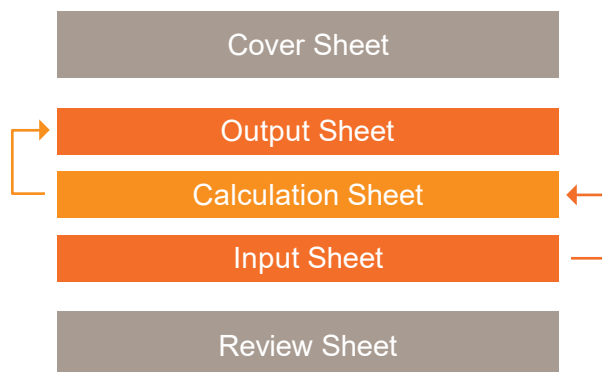 Cover Sheet
Output Sheet
Calculation Sheet
Input Sheet
Review Sheet